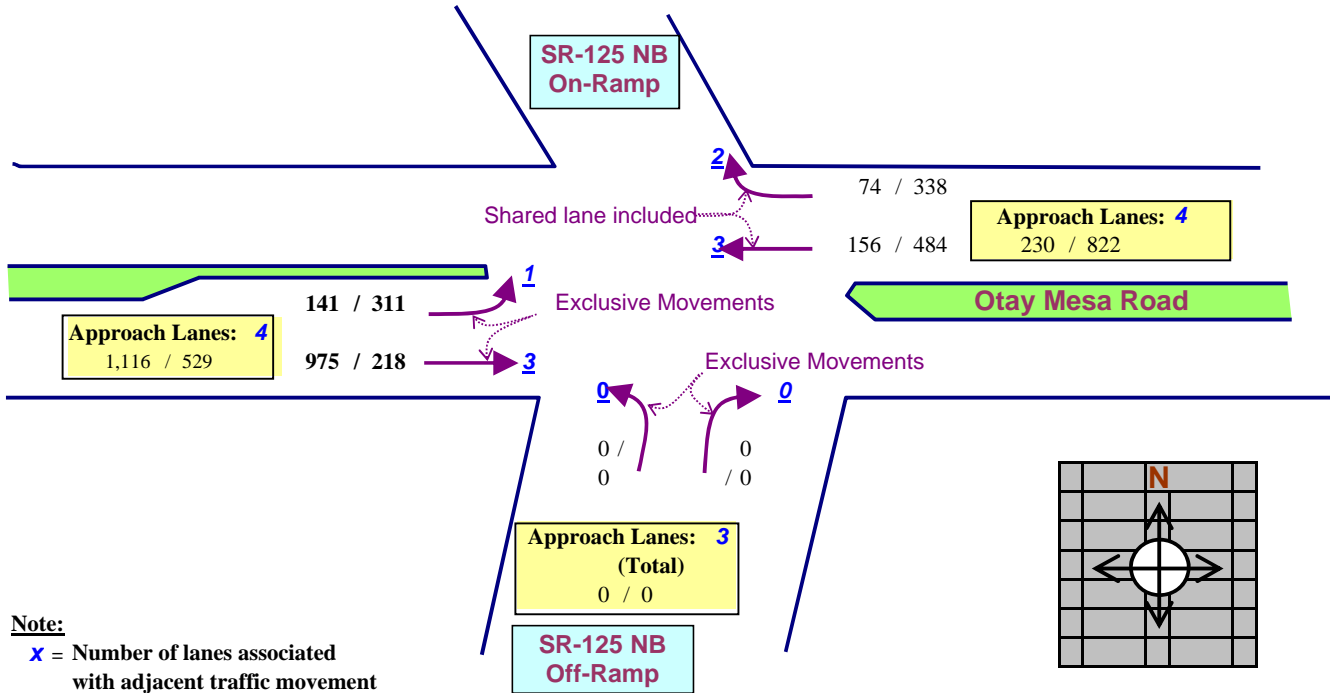 SR-125 NB
On-Ramp
2
74 / 338
Shared lane included
Approach Lanes: 4
230 / 822
3
156 / 484
1
141 / 311
Exclusive Movements
Otay Mesa Road
Approach Lanes: 4
1,116 / 529
975 / 218
3
Exclusive Movements
0
0
0 /
0
0
/ 0
N
Approach Lanes: 3
(Total)
0 / 0
Note:
x = Number of lanes associated
with adjacent traffic movement
SR-125 NB
Off-Ramp